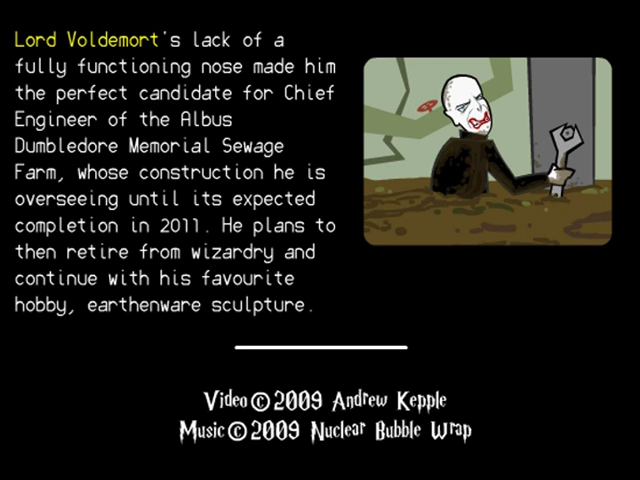 Lord Voldemort's lack of a
fully functioning nose made him
the perfect candidate for Chief
Engineer of the Albus
Dumbledore Memorial Sewage
Farm, whose construction he is
overseeing until its expected
completion in 2011. He plans to
then retire from wizardry and
continue with his favourite
hobby, earthenware sculpture.
Video©2009 Andrew Kepple
Music©2009 Nuclear Bubble Wrap